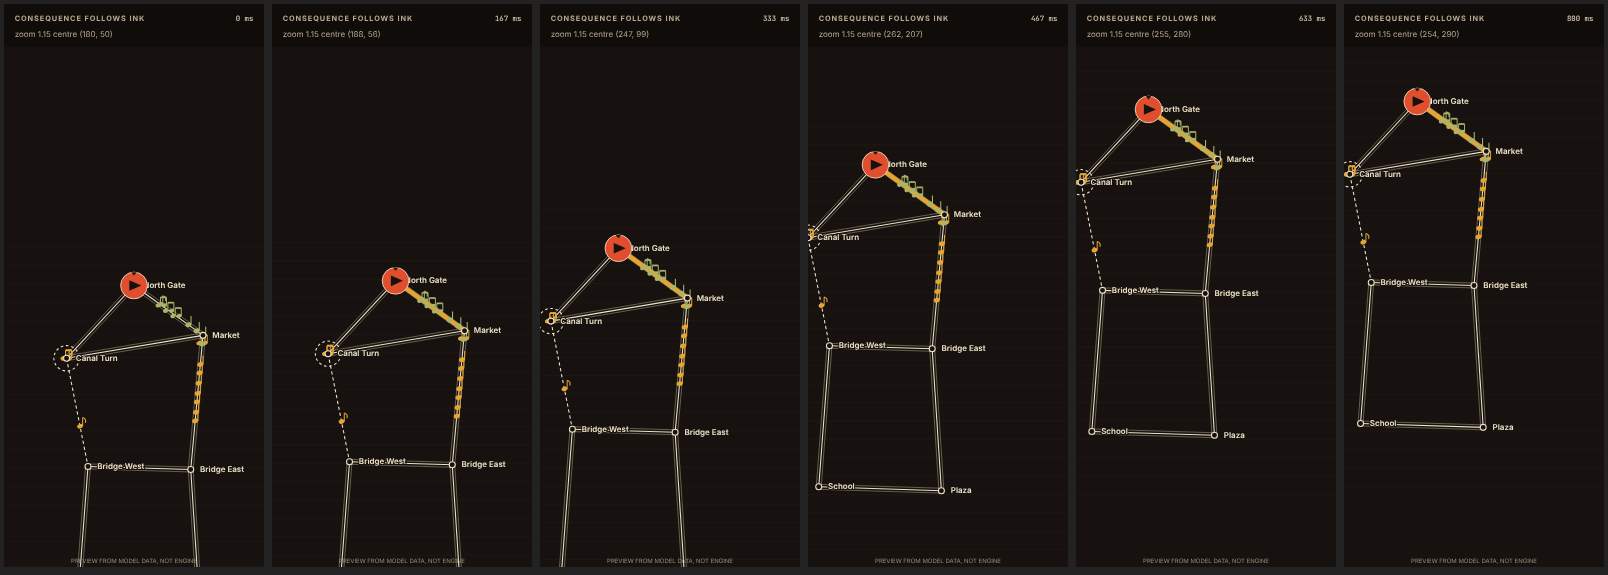 CONSEQUENCE FOLLOWS INK 0 ms
zoom 1.15 centre (180, 50)
orth Gate
Market
Canal Turn
Bridge West
Bridge East
PREVIEW FROM MODEL DATA, NOT ENGINE
CONSEQUENCE FOLLOWS INK 167 ms
zoom 1.15 centre (188, 56)
orth Gate
Market
Canal Turn
Bridge West
Bridge East
PREVIEW FROM MODEL DATA, NOT ENGINE
CONSEQUENCE FOLLOWS INK 333 ms
zoom 1.15 centre (247, 99)
orth Gate
Market
Canal Turn
Bridge West
Bridge East
PREVIEW FROM MODEL DATA, NOT ENGINE
CONSEQUENCE FOLLOWS INK 467 ms
zoom 1.15 centre (262, 207)
orth Gate
Market
Canal Turn
Bridge West
Bridge East
School
Plaza
PREVIEW FROM MODEL DATA, NOT ENGINE
CONSEQUENCE FOLLOWS INK 633 ms
zoom 1.15 centre (255, 280)
orth Gate
Market
Canal Turn
Bridge West
Bridge East
School
Plaza
PREVIEW FROM MODEL DATA, NOT ENGINE
CONSEQUENCE FOLLOWS INK 800 ms
zoom 1.15 centre (254, 290)
orth Gate
Market
Canal Turn
Bridge West
Bridge East
School
Plaza
PREVIEW FROM MODEL DATA, NOT ENGINE